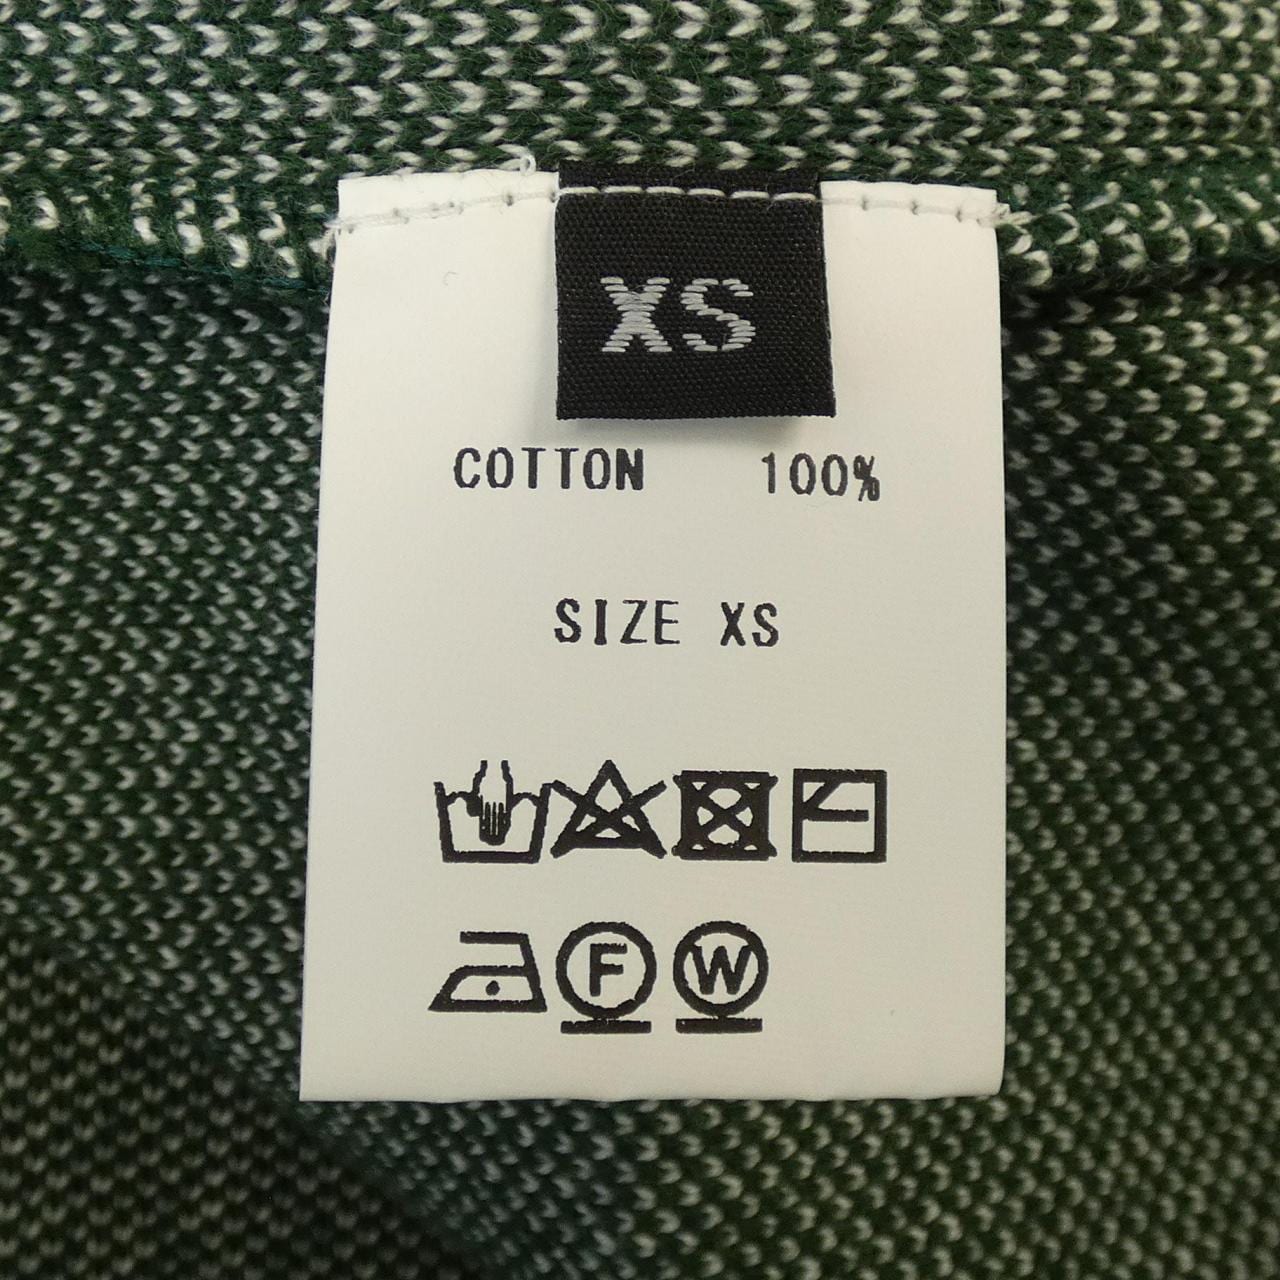 XS
COTTON 100%
SIZE XS
F W